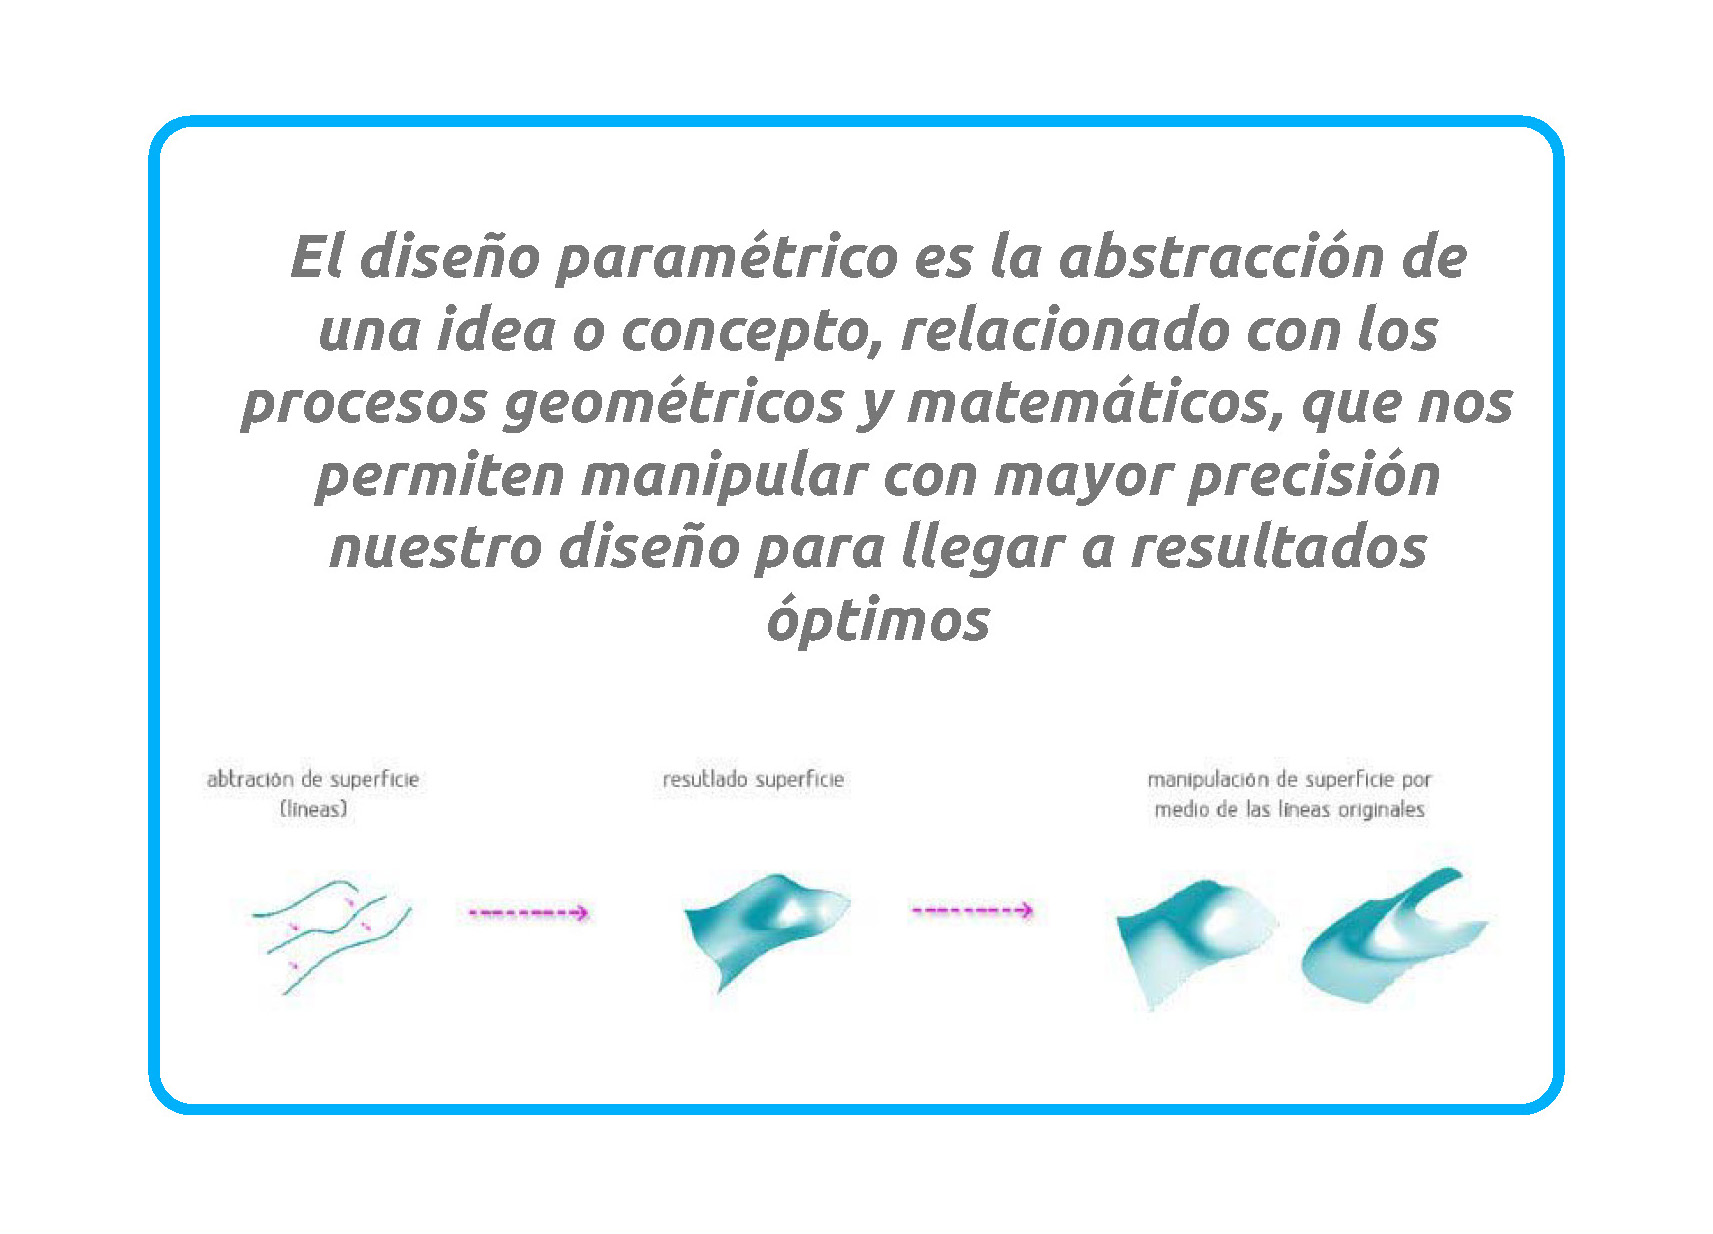 El diseño paramétrico es la abstracción de
una idea o concepto, relacionado con los
procesos geométricos y matemáticos, que nos
permiten manipular con mayor precisión
nuestro diseño para llegar a resultados
óptimos
abtración de superficie
(líneas)
resutlado superficie
manipulación de superficie por
medio de las líneas originales